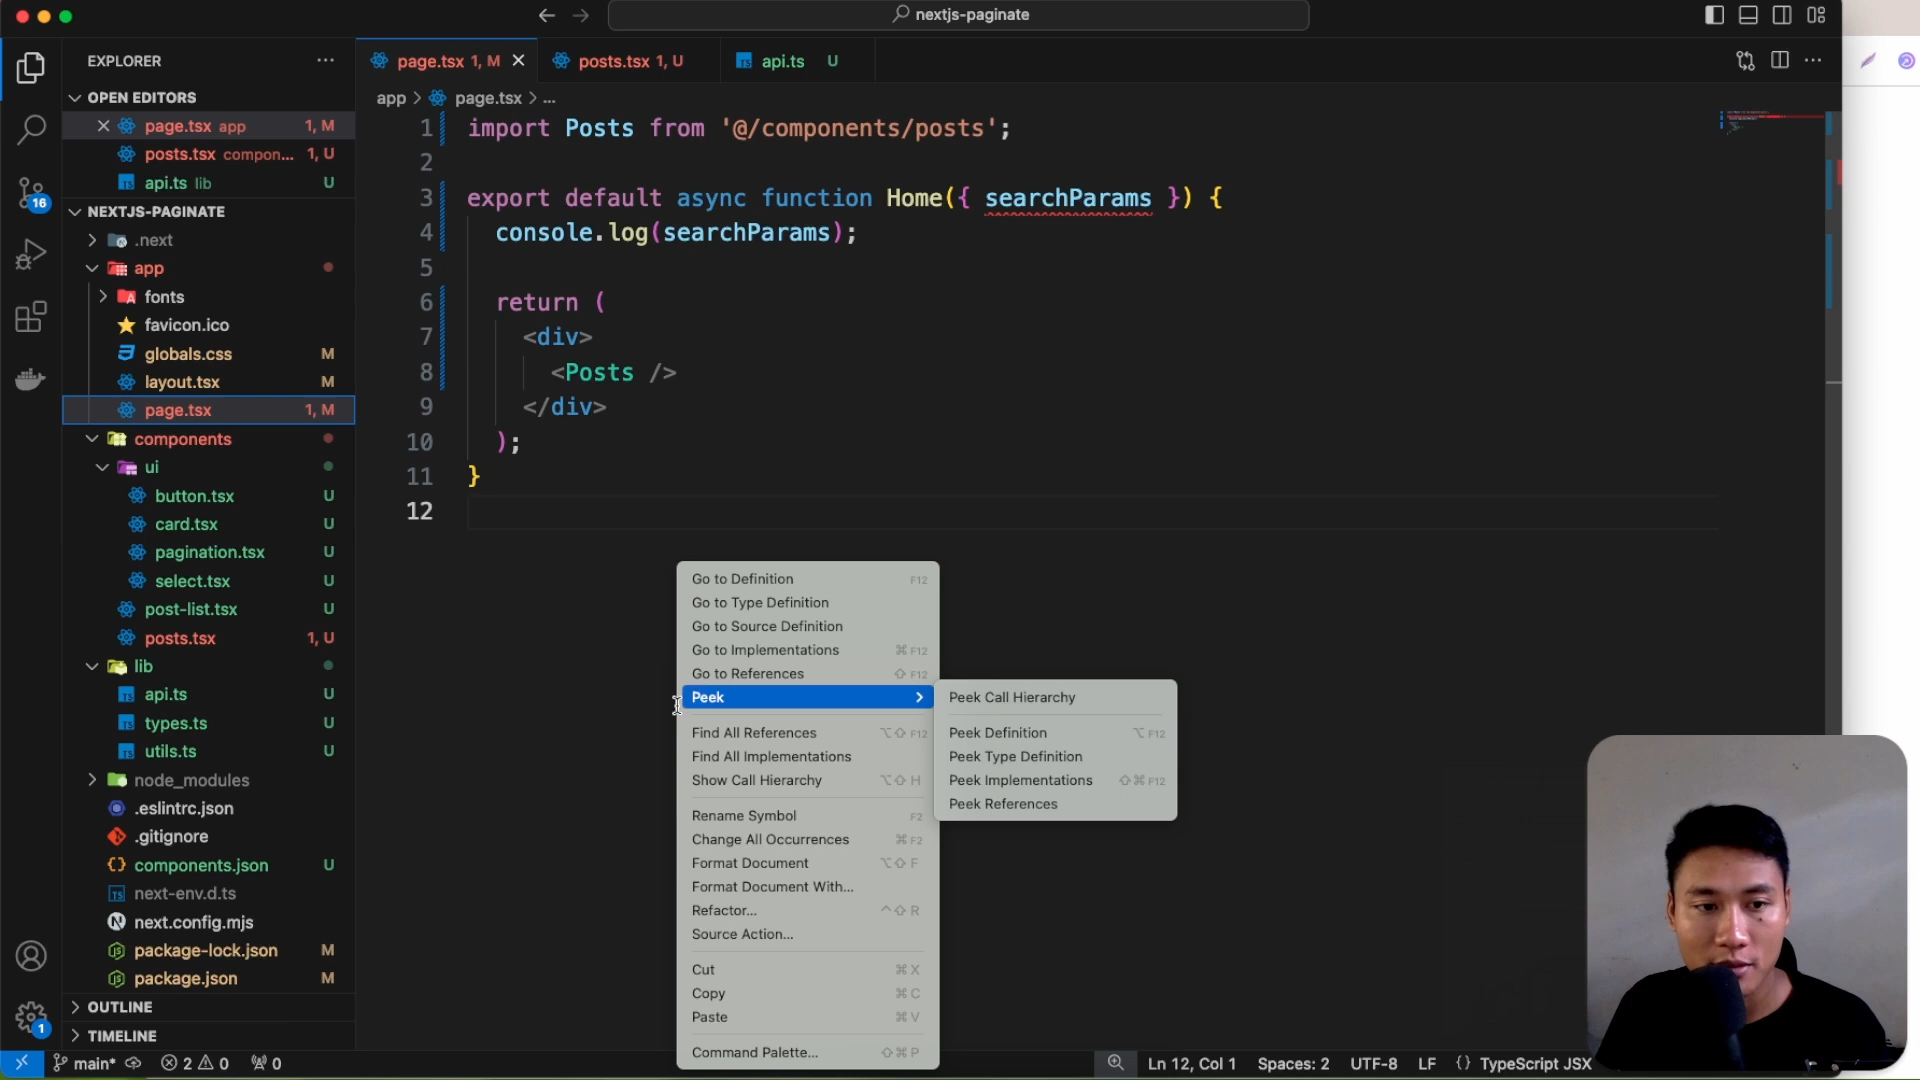 nextjs-paginate
EXPLORER
page.tsx 1, M
posts.tsx 1, U
api.ts U
app > page.tsx > ...
OPEN EDITORS
page.tsx app 1, M
posts.tsx compon... 1, U
api.ts lib U
NEXTJS-PAGINATE
.next
app
fonts
favicon.ico
globals.css M
layout.tsx M
page.tsx 1, M
components
ui
button.tsx U
card.tsx U
pagination.tsx U
select.tsx U
post-list.tsx U
posts.tsx 1, U
lib
api.ts U
types.ts U
utils.ts U
node_modules
.eslintrc.json
.gitignore
components.json U
next-env.d.ts
next.config.mjs
package-lock.json M
package.json M
OUTLINE
TIMELINE
16
1
1 import Posts from '@/components/posts';
2
3 export default async function Home({ searchParams }) {
4 console.log(searchParams);
5
6 return (
7 <div>
8 <Posts />
9 </div>
10 );
11 }
12
Go to Definition F12
Go to Type Definition
Go to Source Definition
Go to Implementations ⌘ F12
Go to References ⇧ F12
Peek >
Find All References ⌥⇧ F12
Find All Implementations
Show Call Hierarchy ⌥⇧ H
Rename Symbol F2
Change All Occurrences ⌘ F2
Format Document ⌥⇧ F
Format Document With...
Refactor... ^⇧ R
Source Action...
Cut ⌘ X
Copy ⌘ C
Paste ⌘ V
Command Palette... ⇧⌘ P
Peek Call Hierarchy
Peek Definition ⌥ F12
Peek Type Definition
Peek Implementations ⇧⌘ F12
Peek References
main* 2 0 0
Ln 12, Col 1 Spaces: 2 UTF-8 LF {} TypeScript JSX